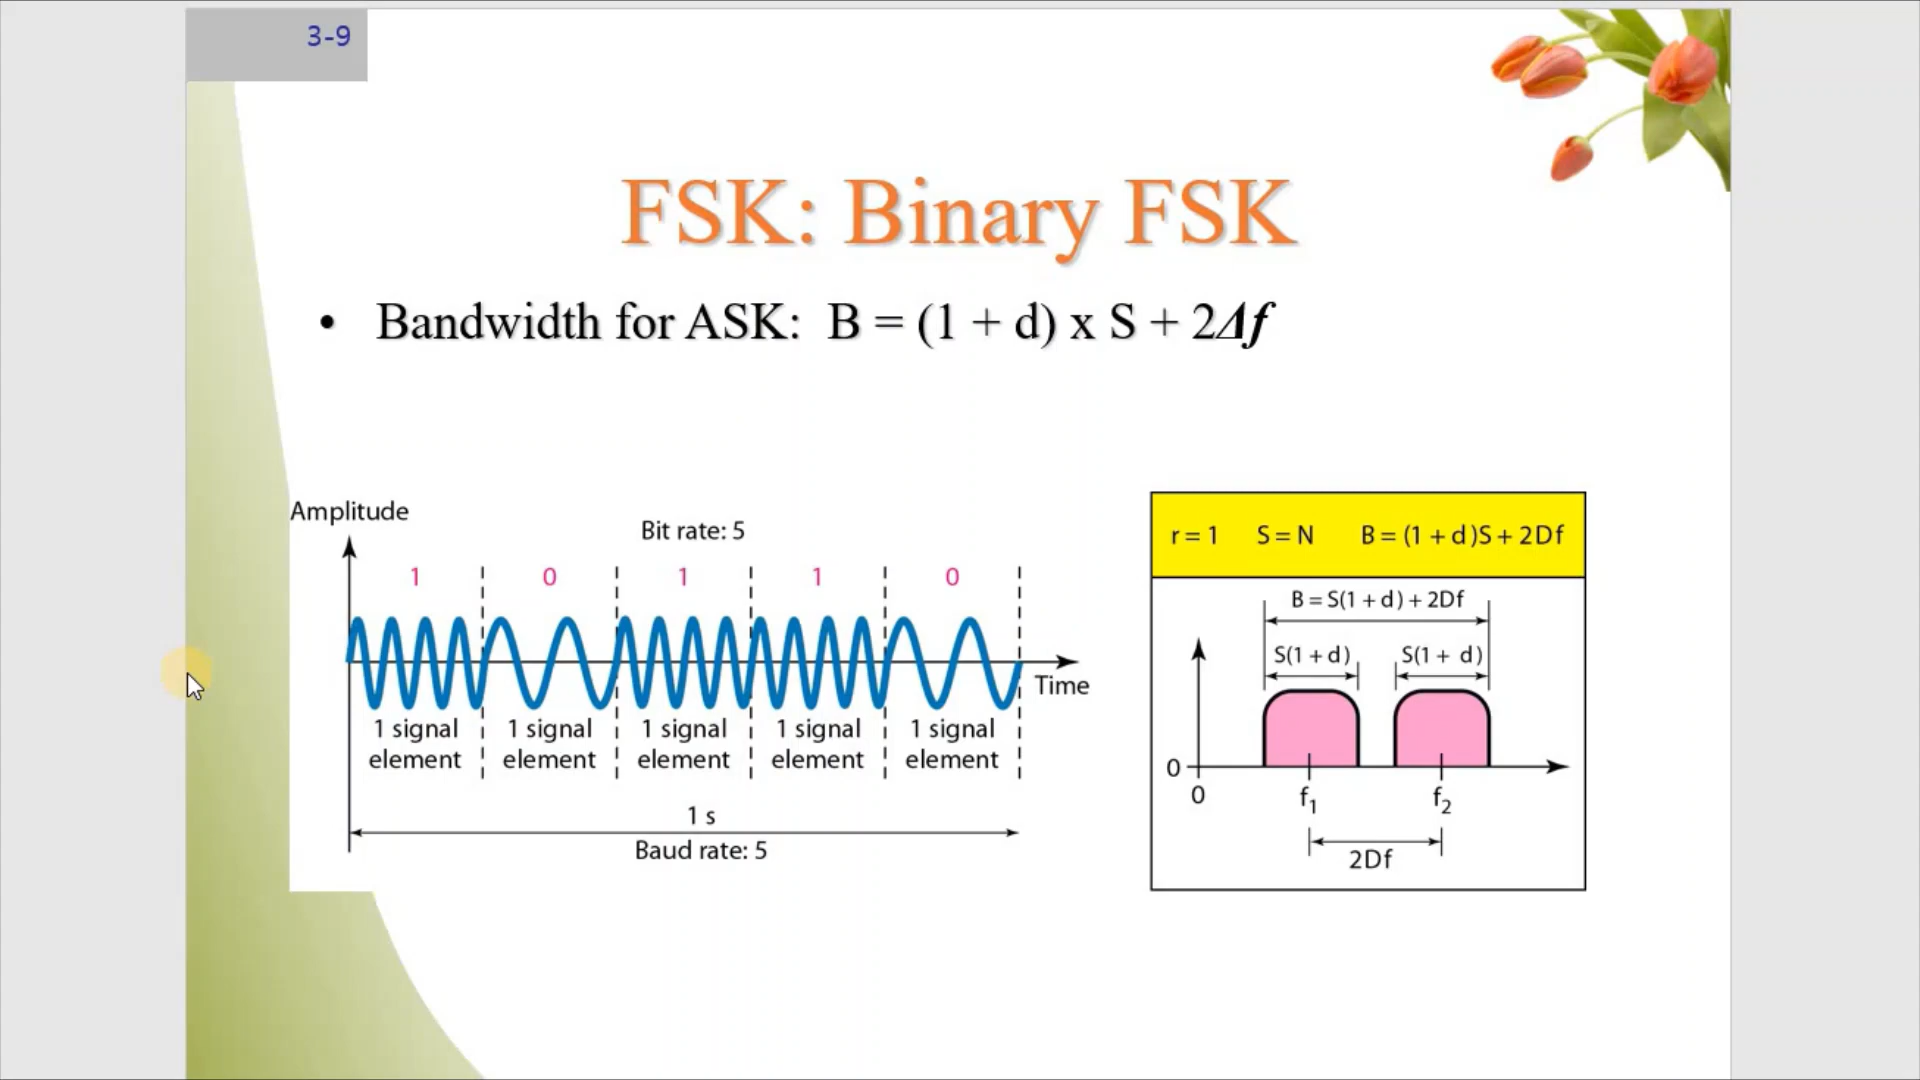 3-9
FSK: Binary FSK
• Bandwidth for ASK: B = (1 + d) x S + 2Δf
Amplitude
Bit rate: 5
1 0 1 1 0
Time
1 signal element
1 signal element
1 signal element
1 signal element
1 signal element
1 s
Baud rate: 5
r = 1 S = N B = (1 + d)S + 2Df
B = S(1 + d) + 2Df
S(1 + d) S(1 + d)
0
0 f1 f2
2Df